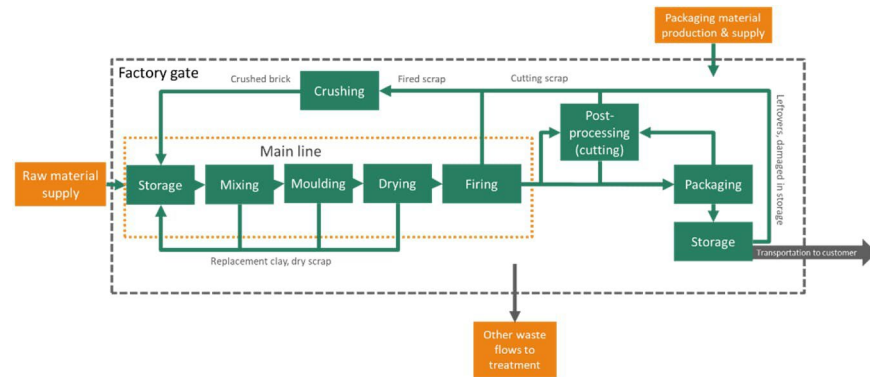 Packaging material
production & supply
Factory gate
Crushed brick
Crushing
Fired scrap
Cutting scrap
Leftovers, damaged in storage
Post-
processing
(cutting)
Main line
Raw material
supply
Storage
Mixing
Moulding
Drying
Firing
Packaging
Storage
Transportation to customer
Replacement clay, dry scrap
Other waste
flows to
treatment